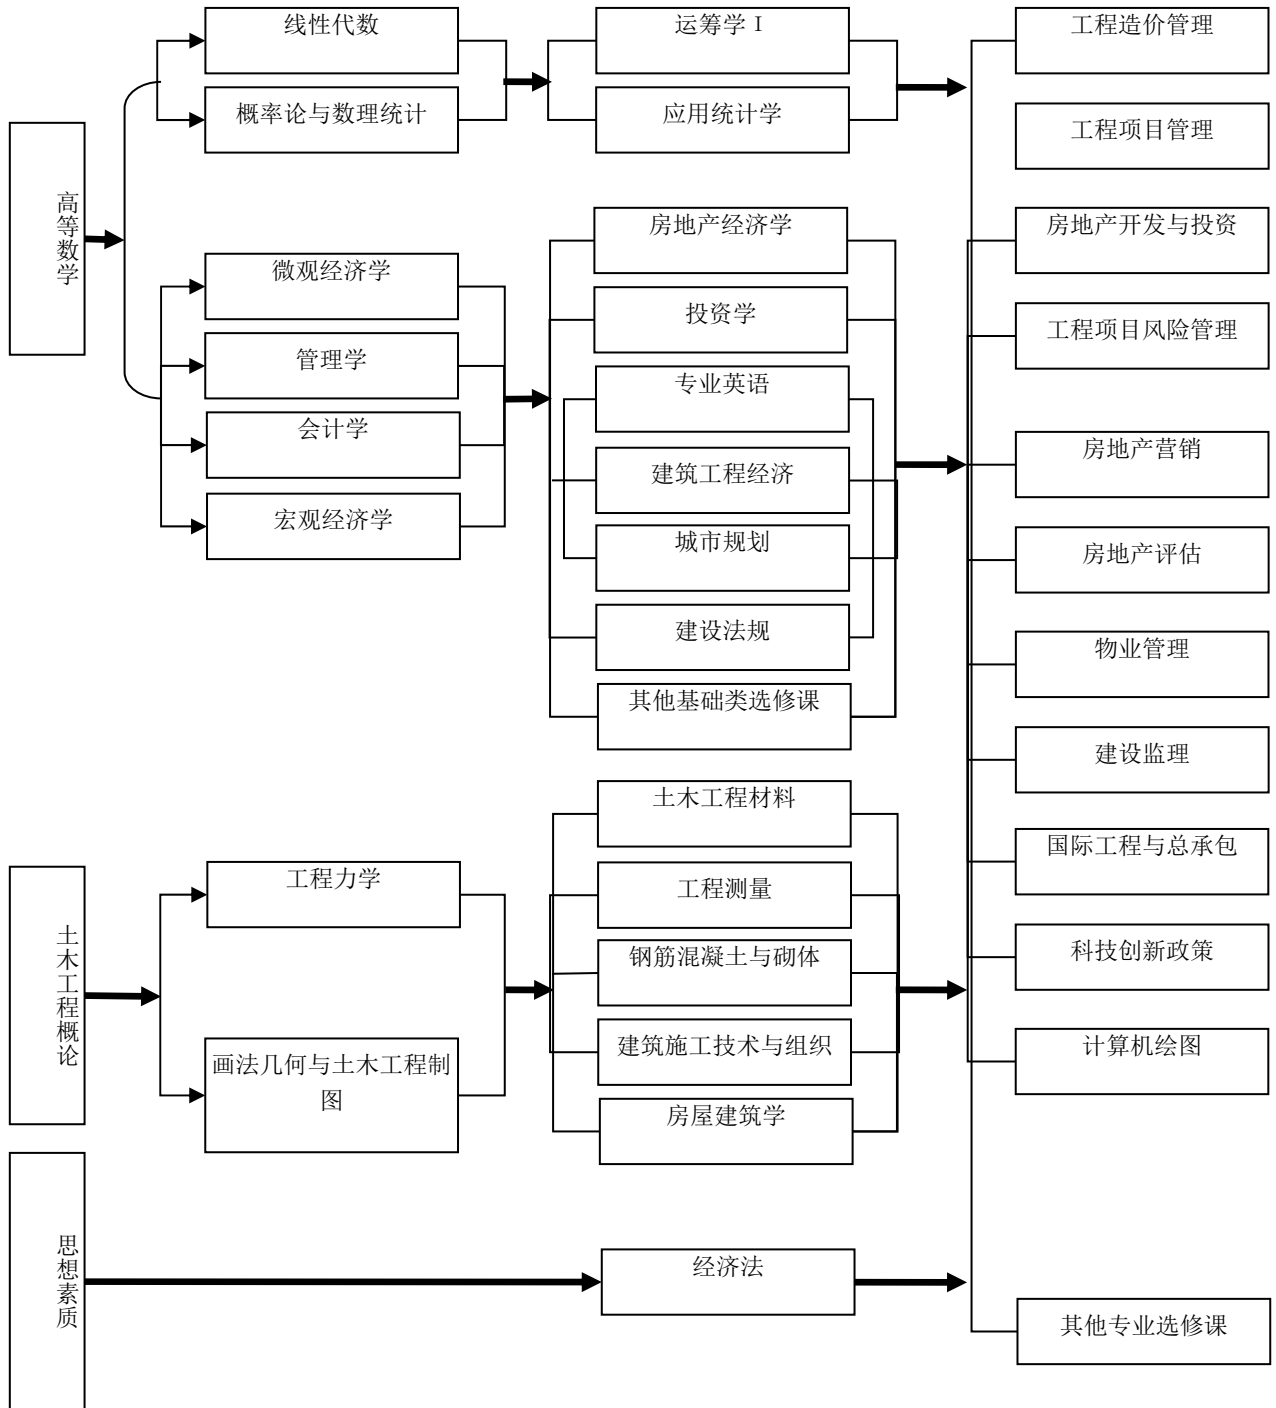 高等数学
土木工程概论
思想素质
线性代数
概率论与数理统计
微观经济学
管理学
会计学
宏观经济学
工程力学
画法几何与土木工程制
图
运筹学 I
应用统计学
房地产经济学
投资学
专业英语
建筑工程经济
城市规划
建设法规
其他基础类选修课
土木工程材料
工程测量
钢筋混凝土与砌体
建筑施工技术与组织
房屋建筑学
经济法
工程造价管理
工程项目管理
房地产开发与投资
工程项目风险管理
房地产营销
房地产评估
物业管理
建设监理
国际工程与总承包
科技创新政策
计算机绘图
其他专业选修课